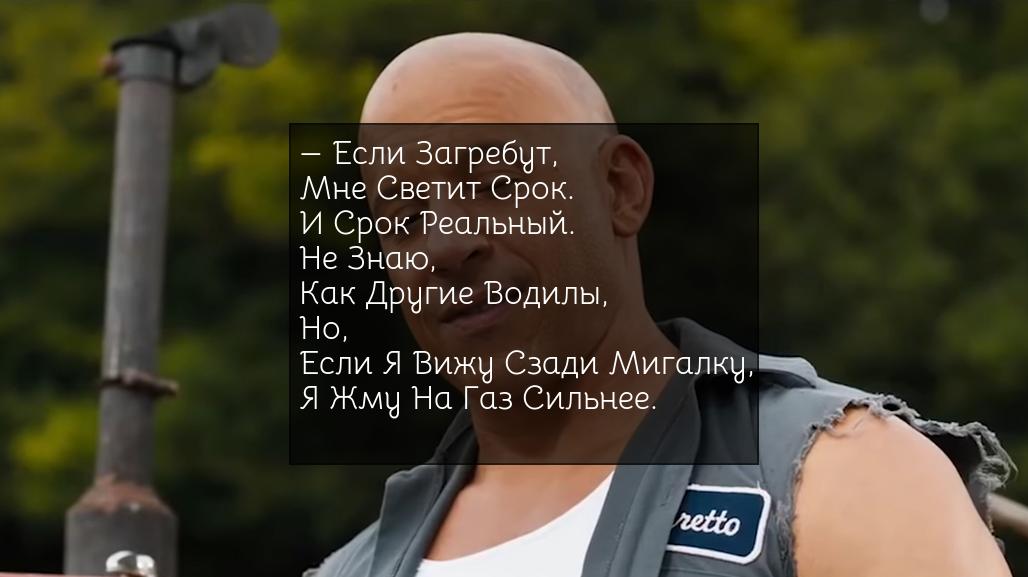 – Если Загребут,
Мне Светит Срок.
И Срок Реальный.
Не Знаю,
Как Другие Водилы,
Но,
Если Я Вижу Сзади Мигалку,
Я Жму На Газ Сильнее.
retto